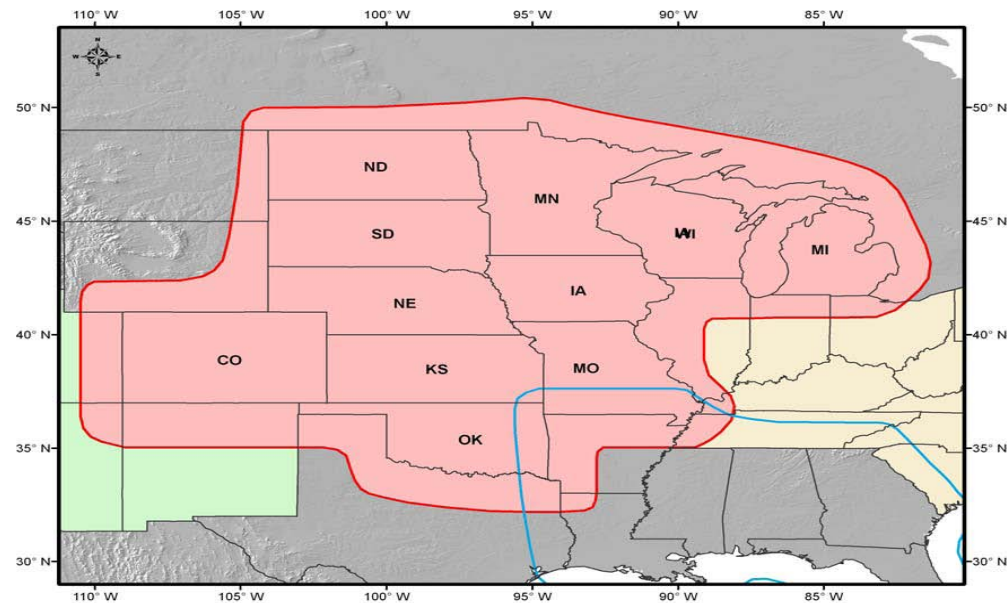 110° W 105° W 100° W 95° W 90° W 85° W
N
W E
S
50° N 50° N
ND
MN
45° N 45° N
SD WI MI
IA
NE
40° N 40° N
CO KS MO
OK
35° N 35° N
30° N 30° N
110° W 105° W 100° W 95° W 90° W 85° W